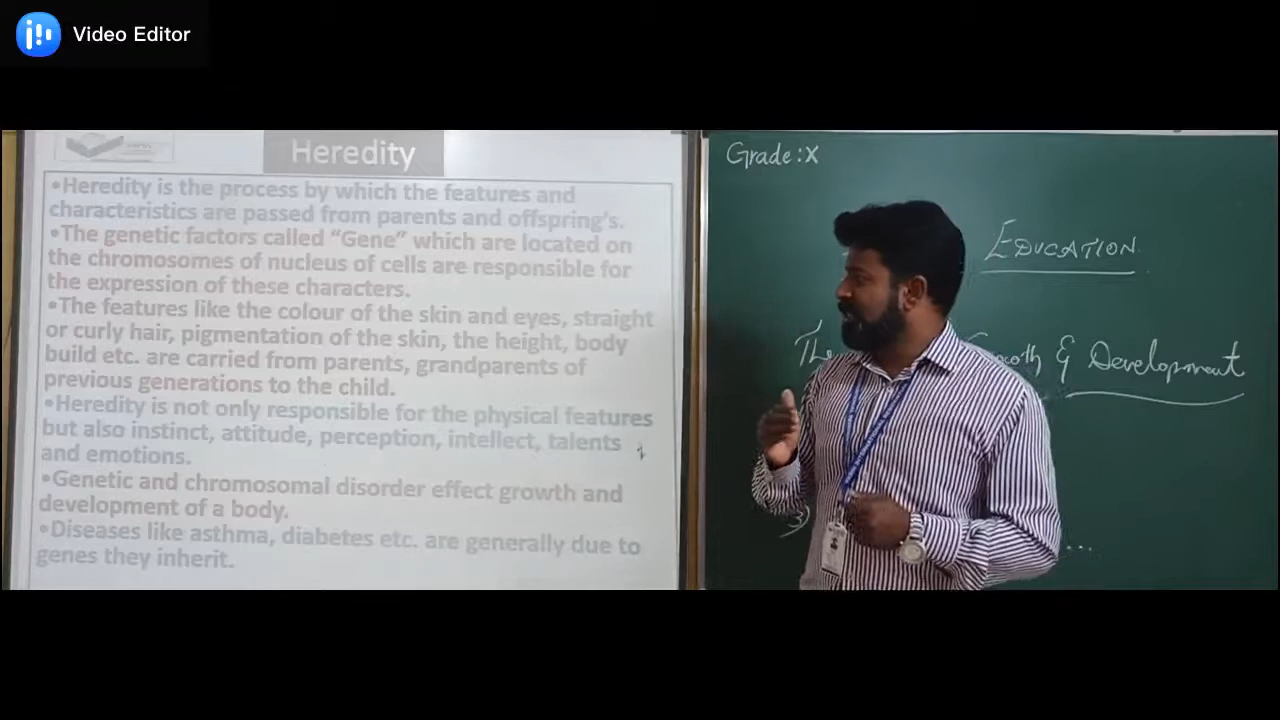 Video Editor
Heredity
•Heredity is the process by which the features and
characteristics are passed from parents and offspring's.
•The genetic factors called “Gene” which are located on
the chromosomes of nucleus of cells are responsible for
the expression of these characters.
•The features like the colour of the skin and eyes, straight
or curly hair, pigmentation of the skin, the height, body
build etc. are carried from parents, grandparents of
previous generations to the child.
•Heredity is not only responsible for the physical features
but also instinct, attitude, perception, intellect, talents
and emotions.
•Genetic and chromosomal disorder effect growth and
development of a body.
•Diseases like asthma, diabetes etc. are generally due to
genes they inherit.
Grade: X
EDUCATION
& Development